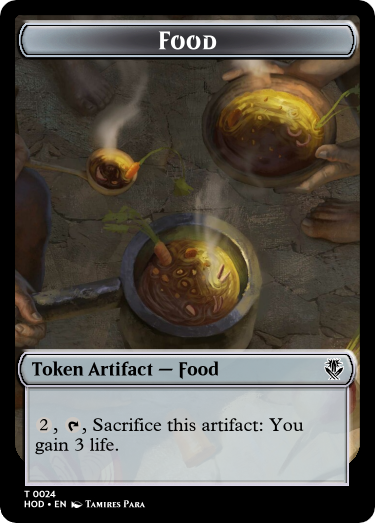 Food
Token Artifact — Food
2, , Sacrifice this artifact: You
gain 3 life.
T 0024
HOD • EN Tamires Para